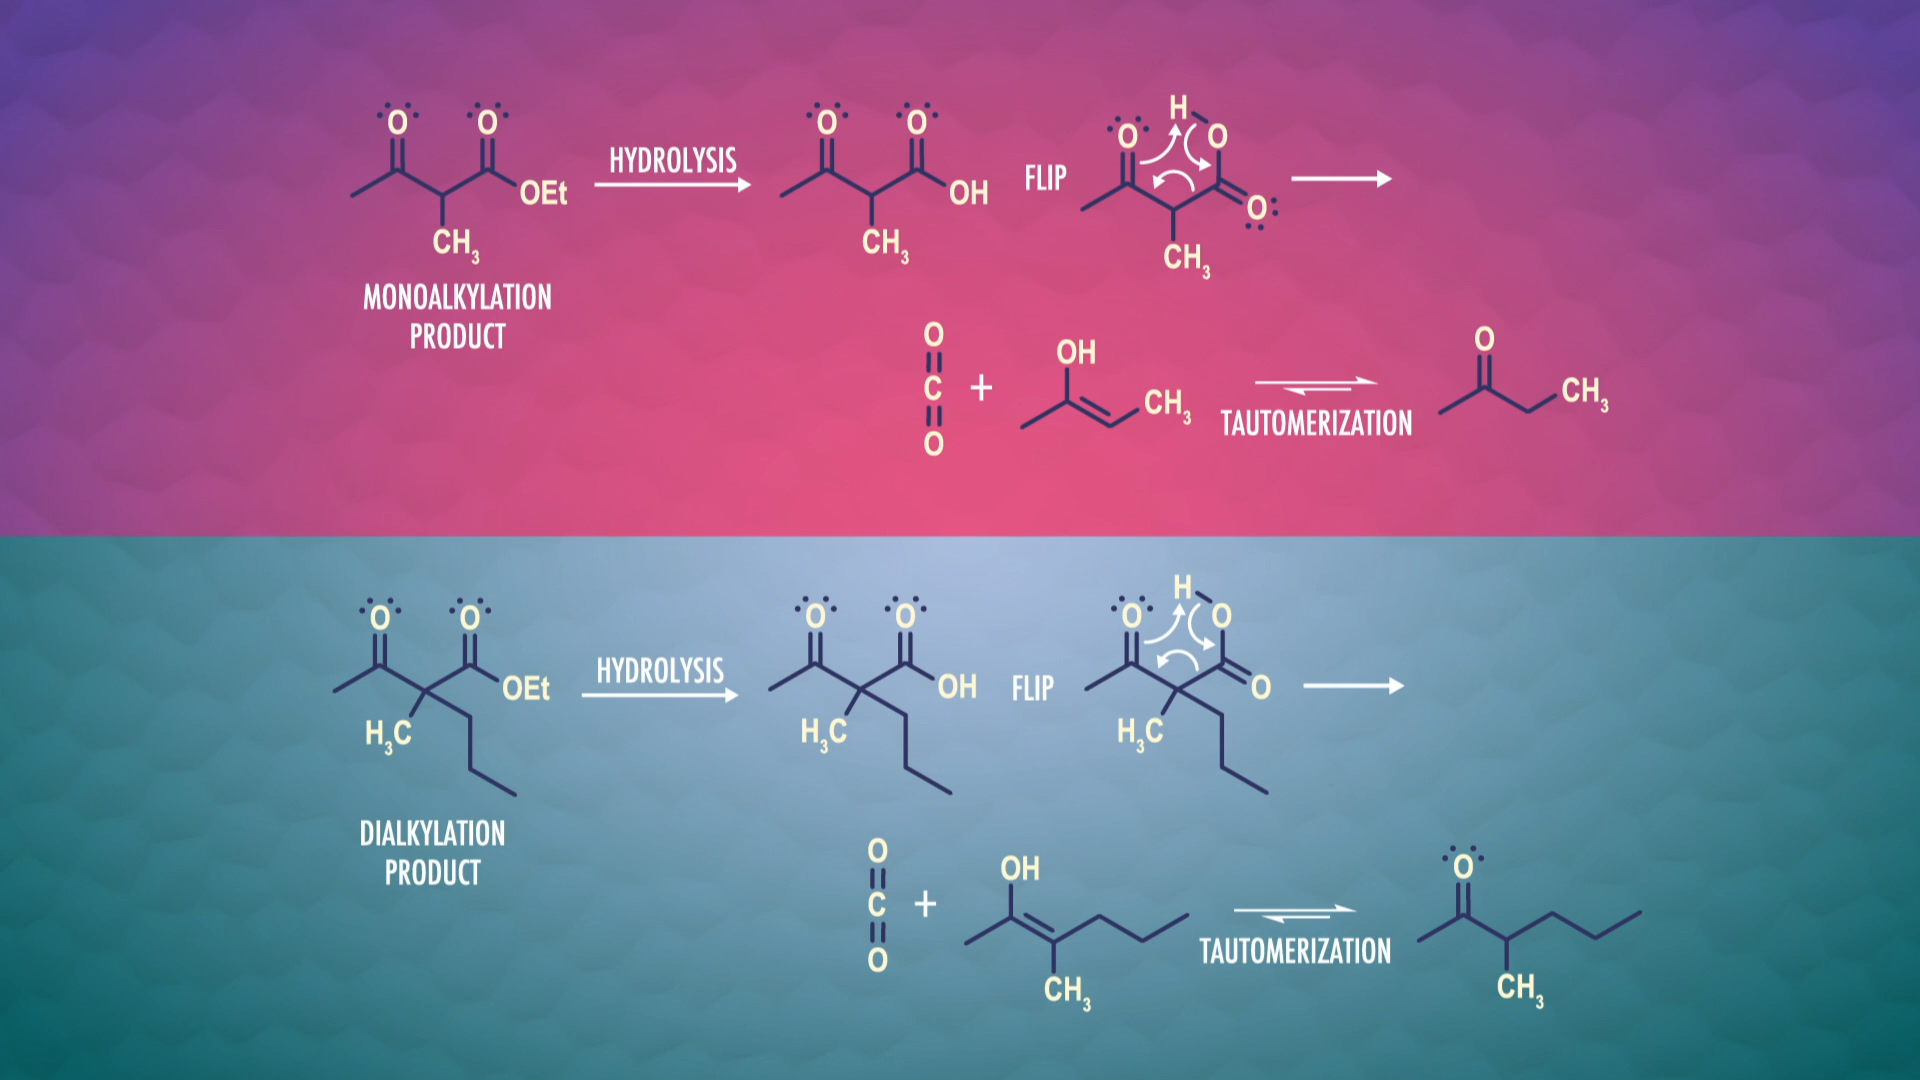 O O
OEt
CH3
MONOALKYLATION
PRODUCT
HYDROLYSIS
O O
OH
CH3
FLIP
H
O O
O
CH3
O
C
O
+
OH
CH3
TAUTOMERIZATION
O
CH3
O O
OEt
H3C
DIALKYLATION
PRODUCT
HYDROLYSIS
O O
OH
H3C
FLIP
H
O O
O
H3C
O
C
O
+
OH
CH3
TAUTOMERIZATION
O
CH3